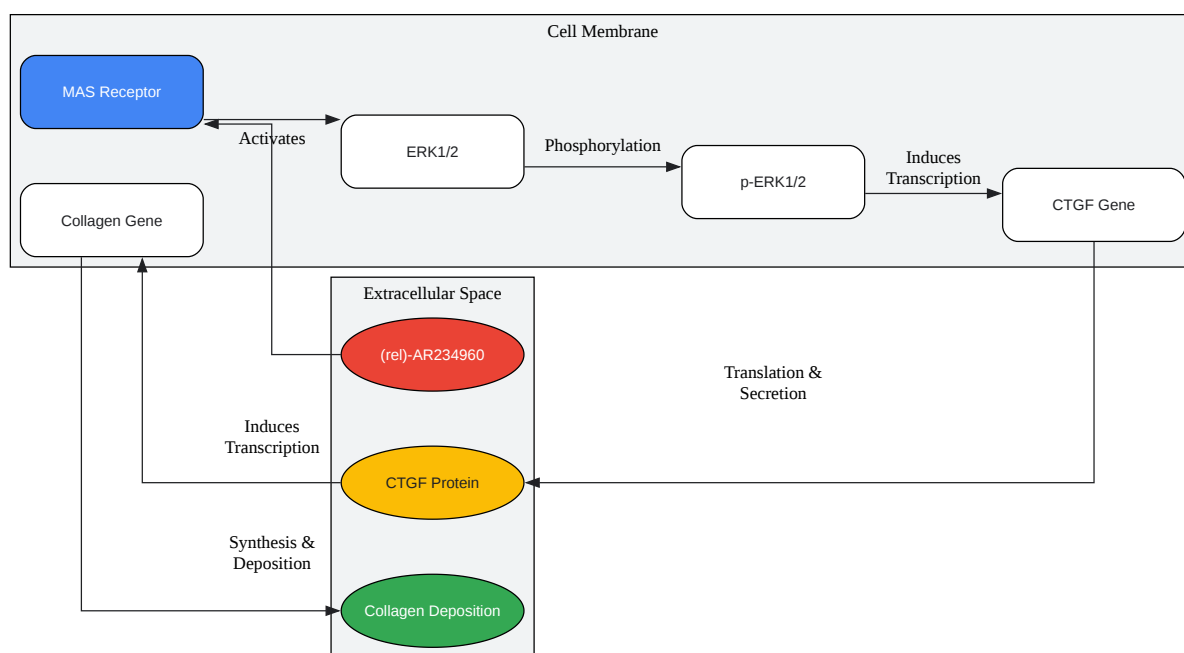 Cell Membrane
MAS Receptor
Activates
ERK1/2
Phosphorylation
p-ERK1/2
Induces
Transcription
CTGF Gene
Collagen Gene
Extracellular Space
(rel)-AR234960
Translation &
Secretion
Induces
Transcription
CTGF Protein
Synthesis &
Deposition
Collagen Deposition